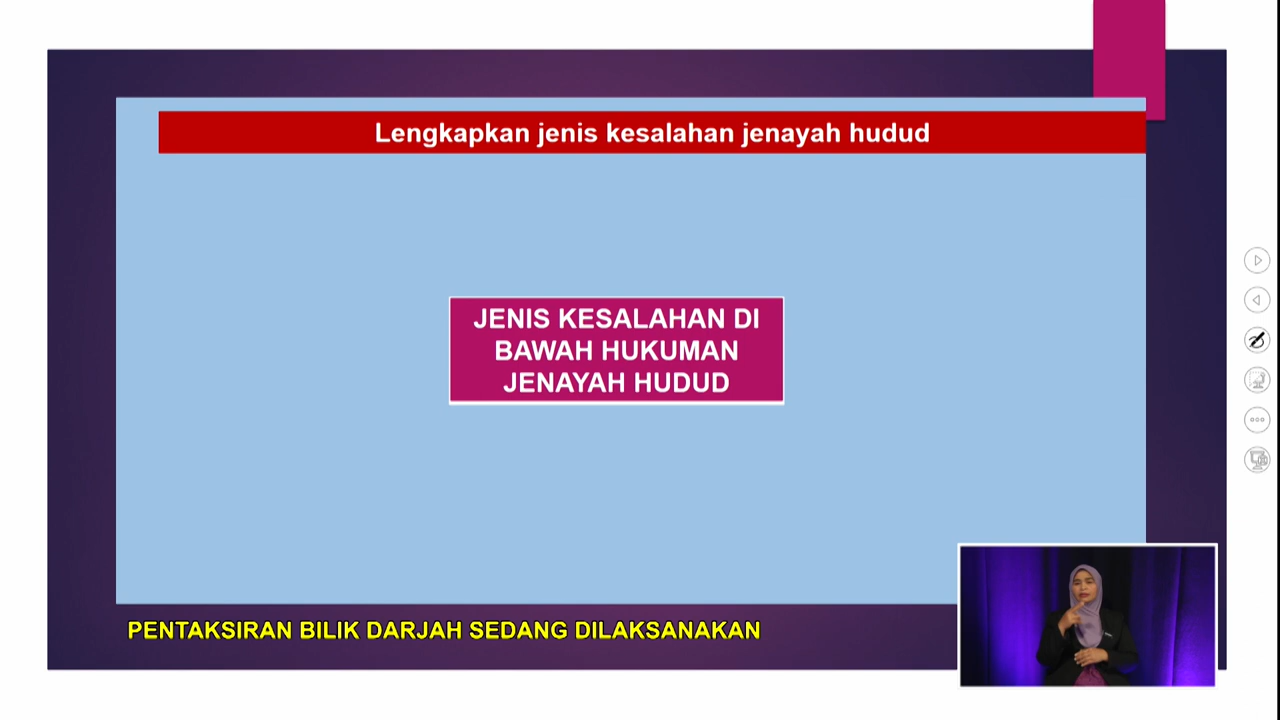 Lengkapkan jenis kesalahan jenayah hudud
JENIS KESALAHAN DI
BAWAH HUKUMAN
JENAYAH HUDUD
PENTAKSIRAN BILIK DARJAH SEDANG DILAKSANAKAN